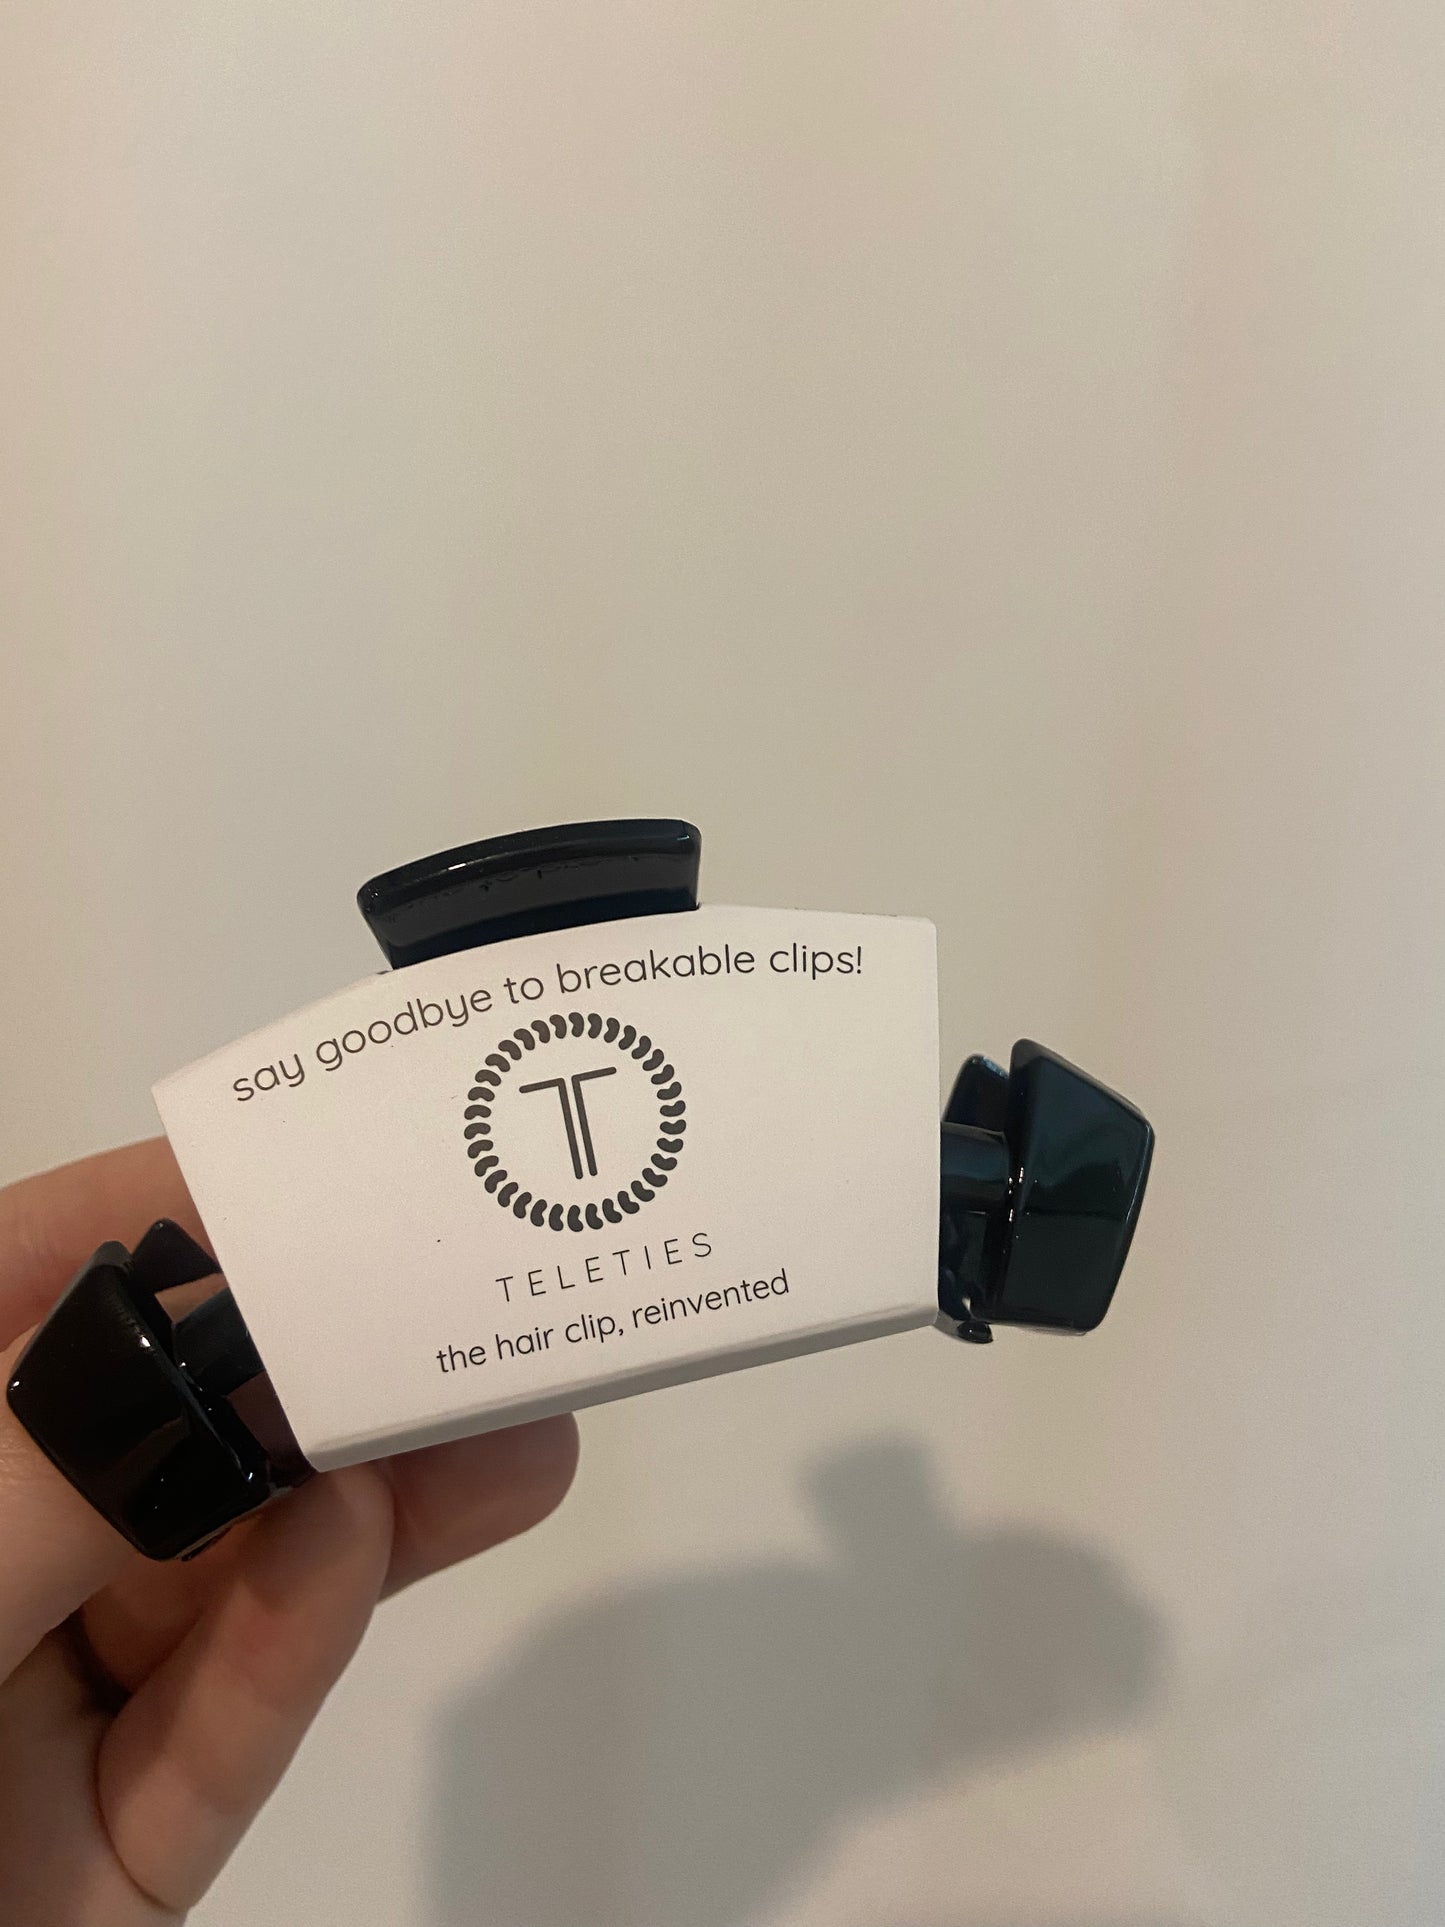 say goodbye to breakable clips!
T
TELETIES
the hair clip, reinvented